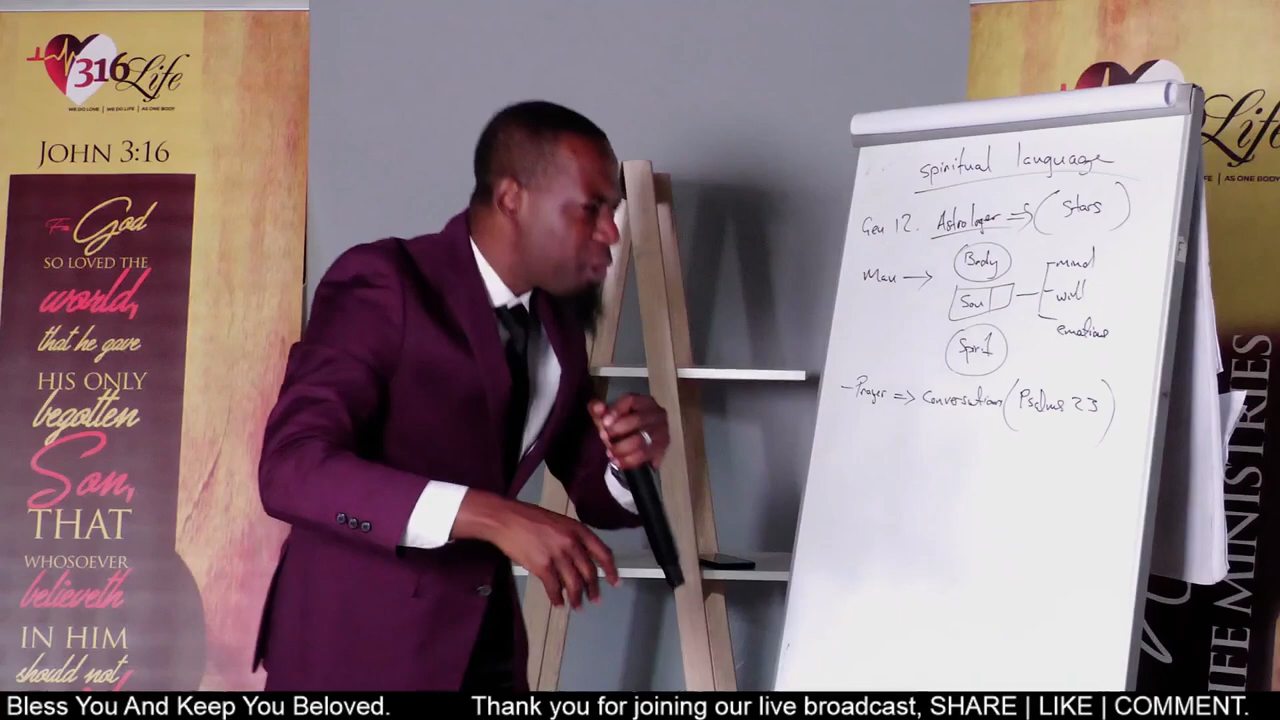 316 Life
WE DO LOVE | WE DO LIFE | AS ONE BODY
JOHN 3:16
For God
SO LOVED THE
world,
that he gave
HIS ONLY
begotten
Son,
THAT
WHOSOEVER
believeth
IN HIM
should not
spiritual language
Gen 12. Astrologer => (Stars)
Man → Body
Soul
mind
will
emotions
Spirit
- Prayer => Conversation (Psalms 23)
Life
FE | AS ONE BODY
IFE MINISTRIES
Bless You And Keep You Beloved. Thank you for joining our live broadcast, SHARE | LIKE | COMMENT.